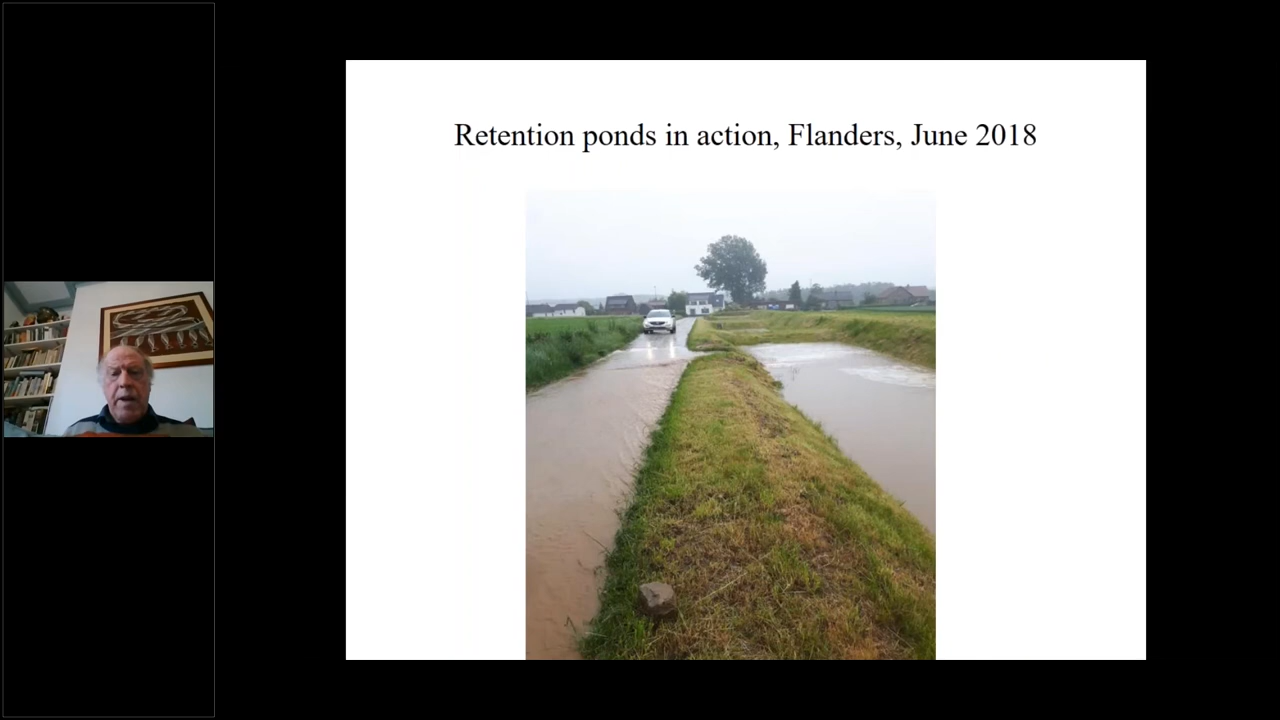 Retention ponds in action, Flanders, June 2018